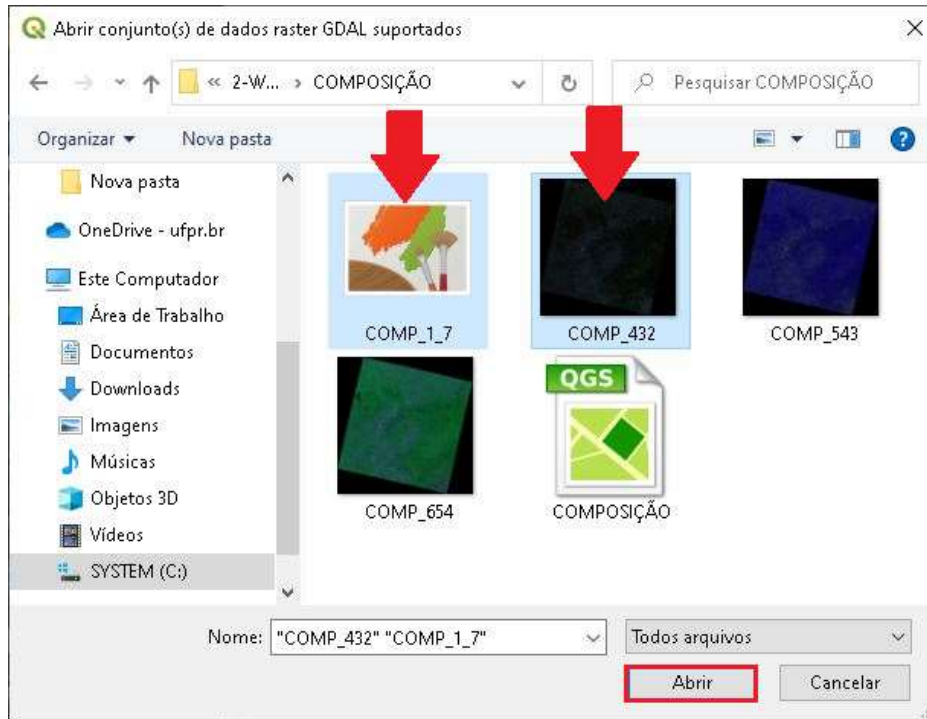 Abrir conjunto(s) de dados raster GDAL suportados
« 2-W... › COMPOSIÇÃO
Pesquisar COMPOSIÇÃO
Organizar
Nova pasta
?
Nova pasta
OneDrive - ufpr.br
Este Computador
Área de Trabalho
Documentos
Downloads
Imagens
Músicas
Objetos 3D
Vídeos
SYSTEM (C:)
COMP_1_7
COMP_432
COMP_543
COMP_654
QGS
COMPOSIÇÃO
Nome: "COMP_432" "COMP_1_7"
Todos arquivos
Abrir
Cancelar